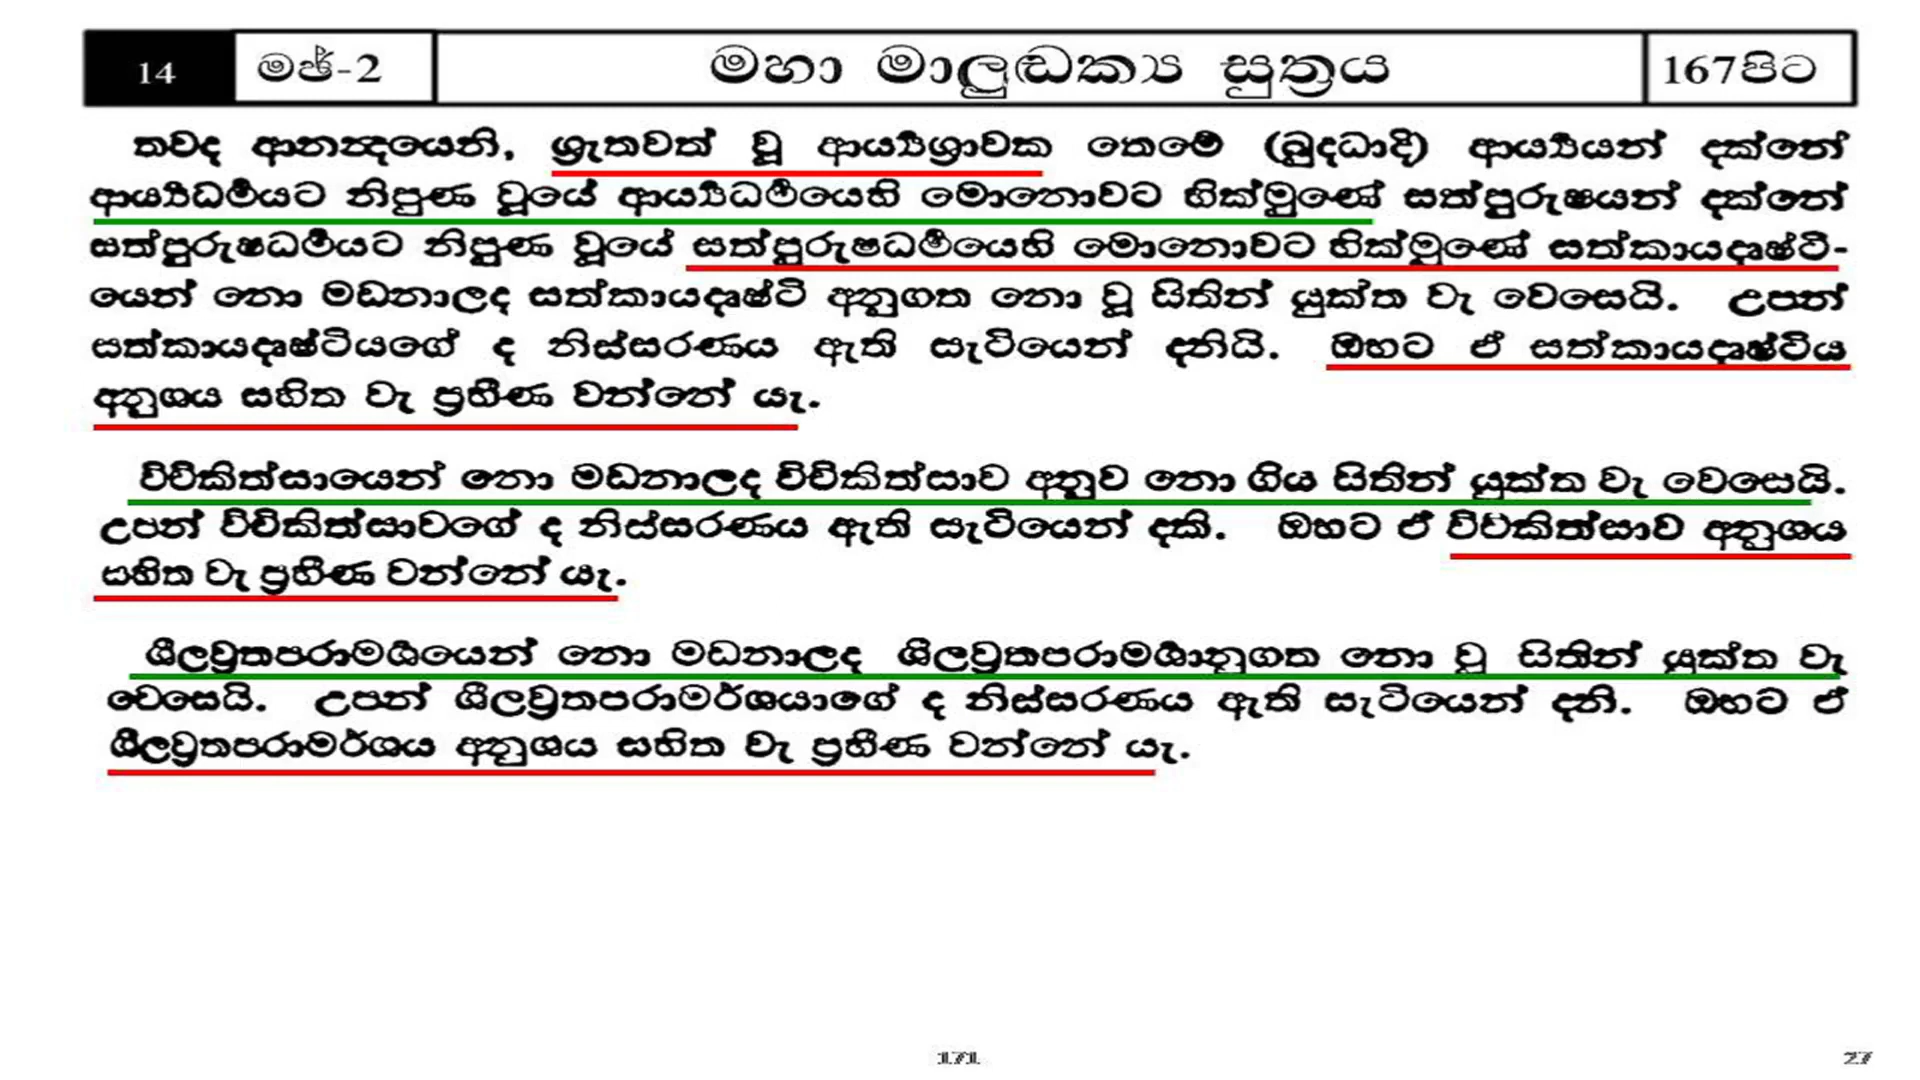 14 මජ්-2 මහා මාලුඬක්‍ය සුත්‍රය 167පිට
තවද ආනන්‍දයෙනි, ශ්‍රුතවත් වූ ආර්‍ය්‍යශ්‍රාවක තෙමේ (බුද්ධාදි) ආර්‍ය්‍යයන් දක්නේ
ආර්‍ය්‍යධර්‍මයට නිපුණ වූයේ ආර්‍ය්‍යධර්‍මයෙහි මොනොවට හික්මුණේ සත්පුරුෂයන් දක්නේ
සත්පුරුෂධර්‍මයට නිපුණ වූයේ සත්පුරුෂධර්‍මයෙහි මොනොවට හික්මුණේ සත්කායදෘෂ්ටි-
යෙන් නො මඩනාලද සත්කායදෘෂ්ටි අනුගත නො වූ සිතින් යුක්ත වැ වෙසෙයි. උපන්
සත්කායදෘෂ්ටියගේ ද නිස්සරණය ඇති සැටියෙන් දනියි. ඔහට ඒ සත්කායදෘෂ්ටිය
අනුශය සහිත වැ ප්‍රහීණ වන්නේ යැ.
විචිකිත්සායෙන් නො මඩනාලද විචිකිත්සාව අනුව නො ගිය සිතින් යුක්ත වැ වෙසෙයි.
උපන් විචිකිත්සාවගේ ද නිස්සරණය ඇති සැටියෙන් දකි. ඔහට ඒ විචිකිත්සාව අනුශය
සහිත වැ ප්‍රහීණ වන්නේ යැ.
ශීලව්‍රතපරාමර්‍ශයෙන් නො මඩනාලද ශීලව්‍රතපරාමර්‍ශානුගත නො වූ සිතින් යුක්ත වැ
වෙසෙයි. උපන් ශීලව්‍රතපරාමර්ශයාගේ ද නිස්සරණය ඇති සැටියෙන් දනි. ඔහට ඒ
ශීලව්‍රතපරාමර්ශය අනුශය සහිත වැ ප්‍රහීණ වන්නේ යැ.
171 27